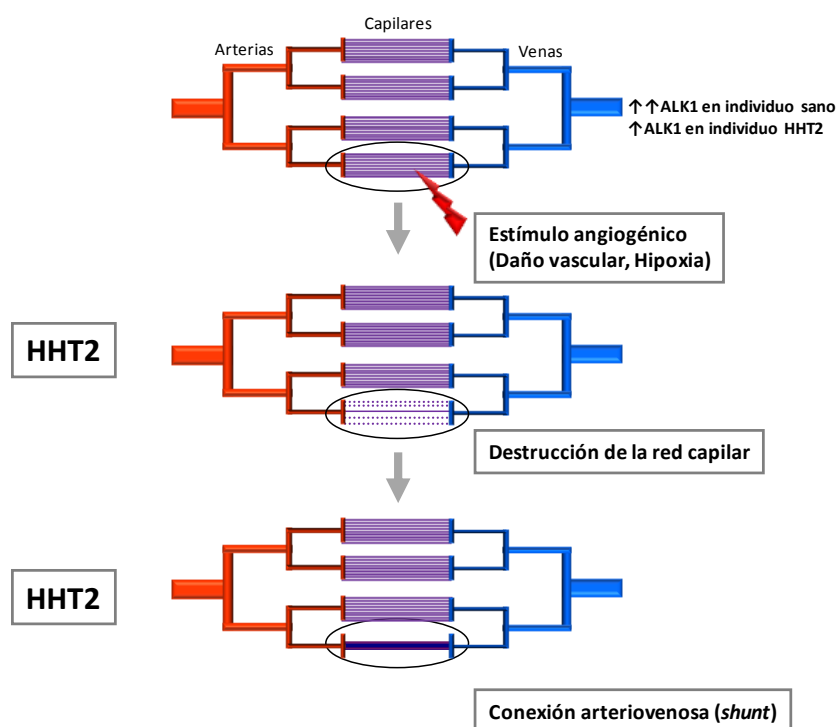 Capilares
Arterias
Venas
↑↑ALK1 en individuo sano
↑ALK1 en individuo HHT2
Estímulo angiogénico
(Daño vascular, Hipoxia)
HHT2
Destrucción de la red capilar
HHT2
Conexión arteriovenosa (shunt)